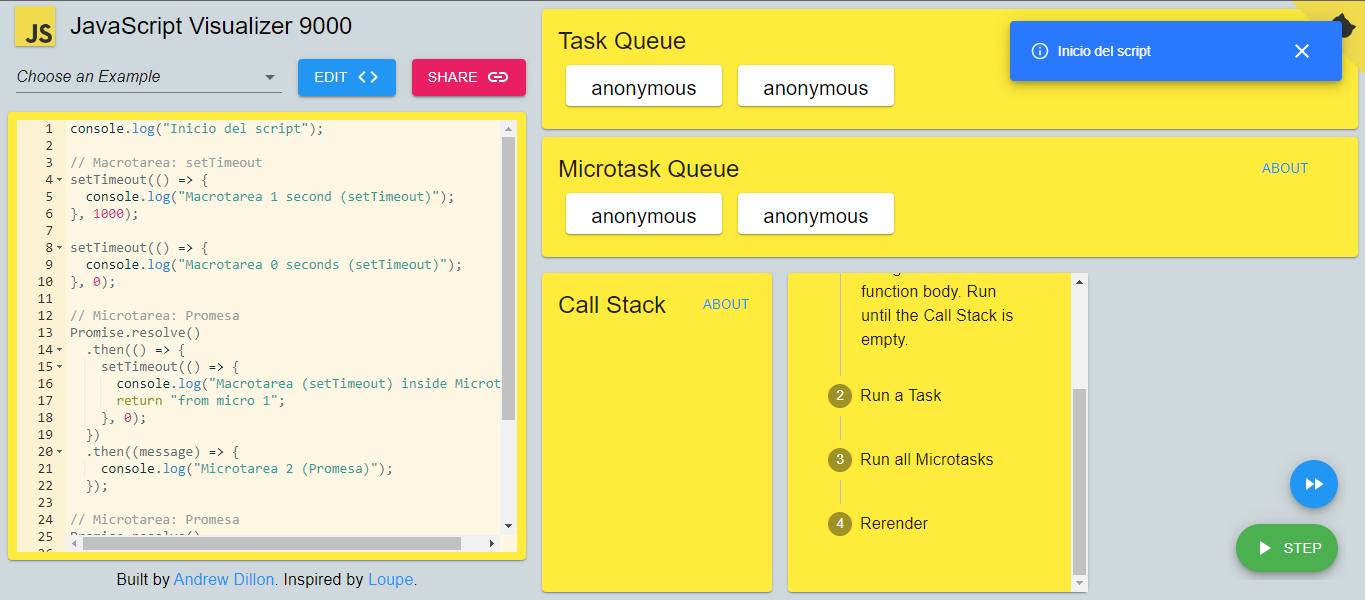 JS
JavaScript Visualizer 9000
Choose an Example
EDIT
SHARE
1 console.log("Inicio del script");
2
3 // Macrotarea: setTimeout
4 setTimeout(() => {
5 console.log("Macrotarea 1 second (setTimeout)");
6 }, 1000);
7
8 setTimeout(() => {
9 console.log("Macrotarea 0 seconds (setTimeout)");
10 }, 0);
11
12 // Microtarea: Promesa
13 Promise.resolve()
14 .then(() => {
15 setTimeout(() => {
16 console.log("Macrotarea (setTimeout) inside Microt
17 return "from micro 1";
18 }, 0);
19 })
20 .then((message) => {
21 console.log("Microtarea 2 (Promesa)");
22 });
23
24 // Microtarea: Promesa
25
Built by Andrew Dillon. Inspired by Loupe.
Task Queue
anonymous anonymous
Inicio del script
Microtask Queue
ABOUT
anonymous anonymous
Call Stack
ABOUT
function body. Run
until the Call Stack is
empty.
2 Run a Task
3 Run all Microtasks
4 Rerender
STEP